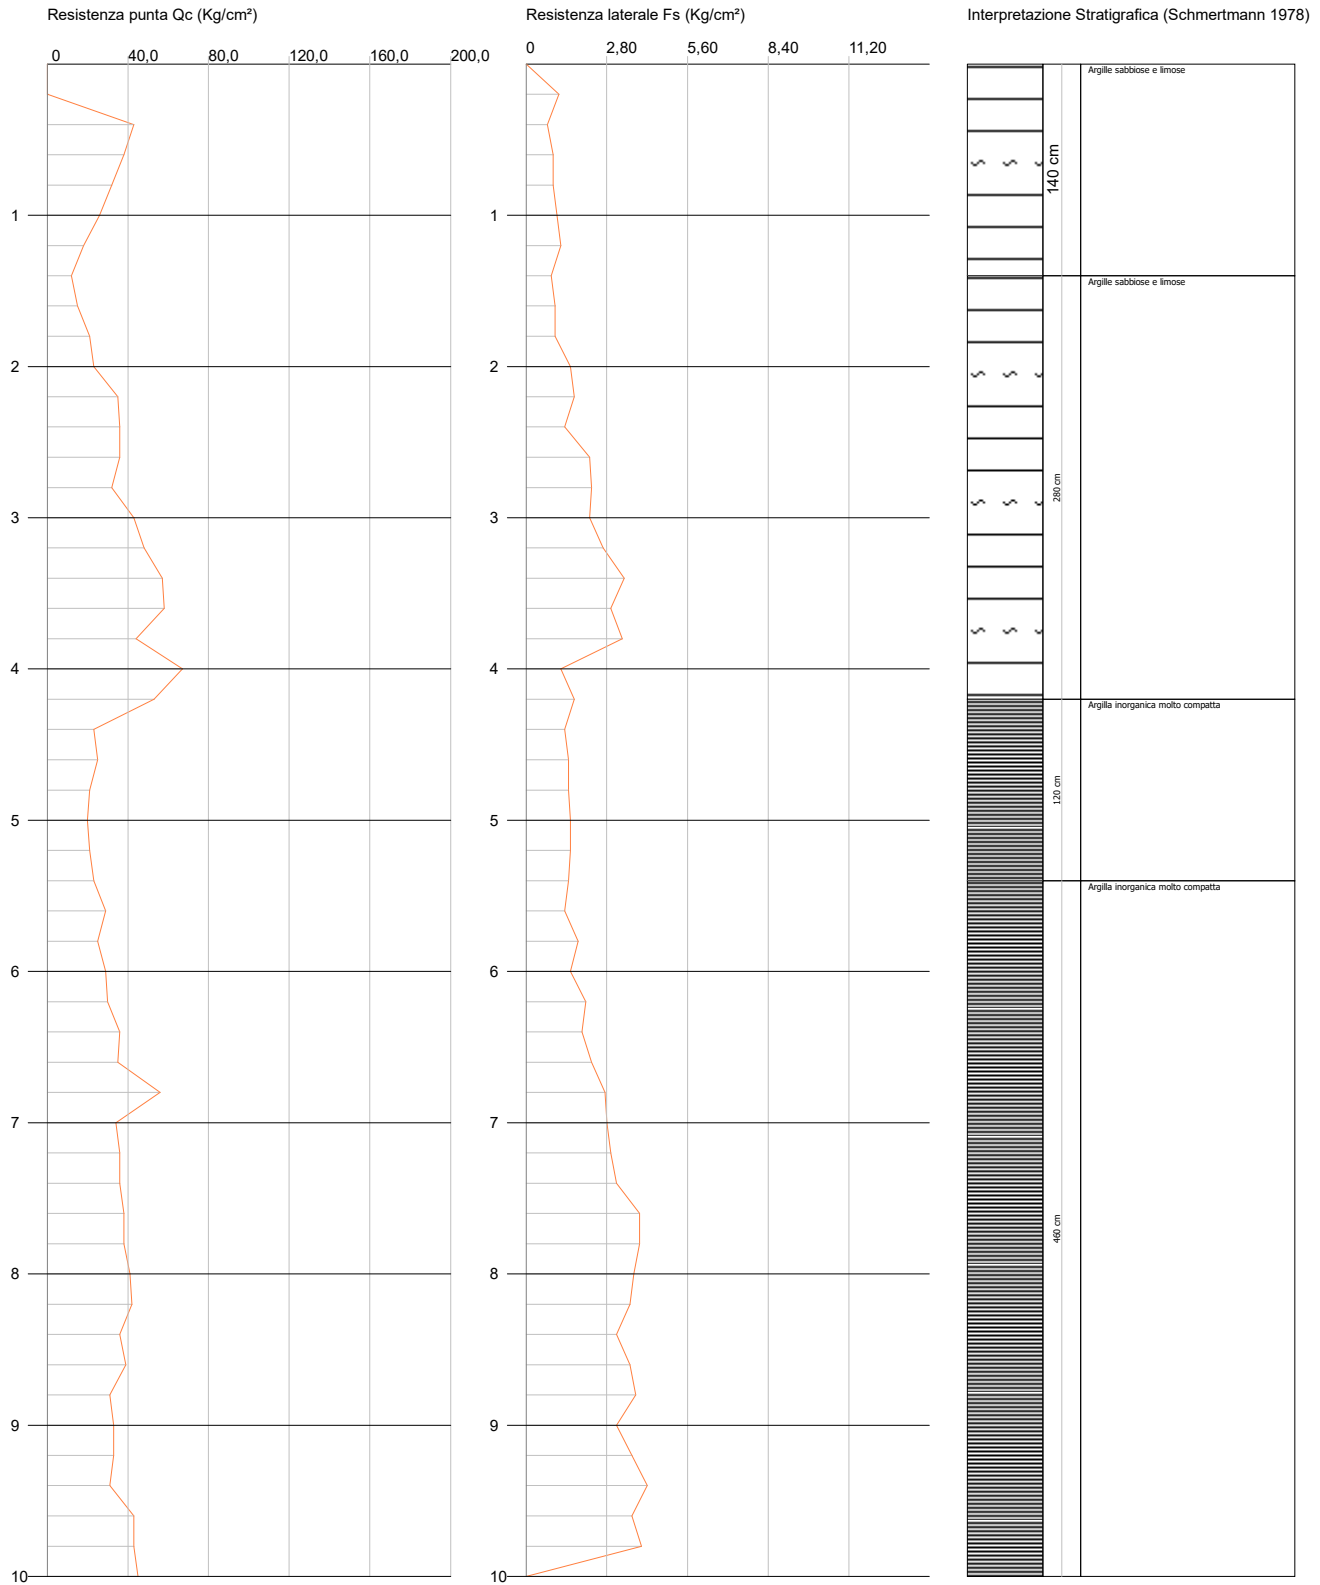 Resistenza punta Qc (Kg/cm²)
0 40,0 80,0 120,0 160,0 200,0
1
2
3
4
5
6
7
8
9
10
Resistenza laterale Fs (Kg/cm²)
0 2,80 5,60 8,40 11,20
1
2
3
4
5
6
7
8
9
10
Interpretazione Stratigrafica (Schmertmann 1978)
Argille sabbiose e limose
140 cm
Argille sabbiose e limose
280 cm
Argilla inorganica molto compatta
120 cm
Argilla inorganica molto compatta
460 cm